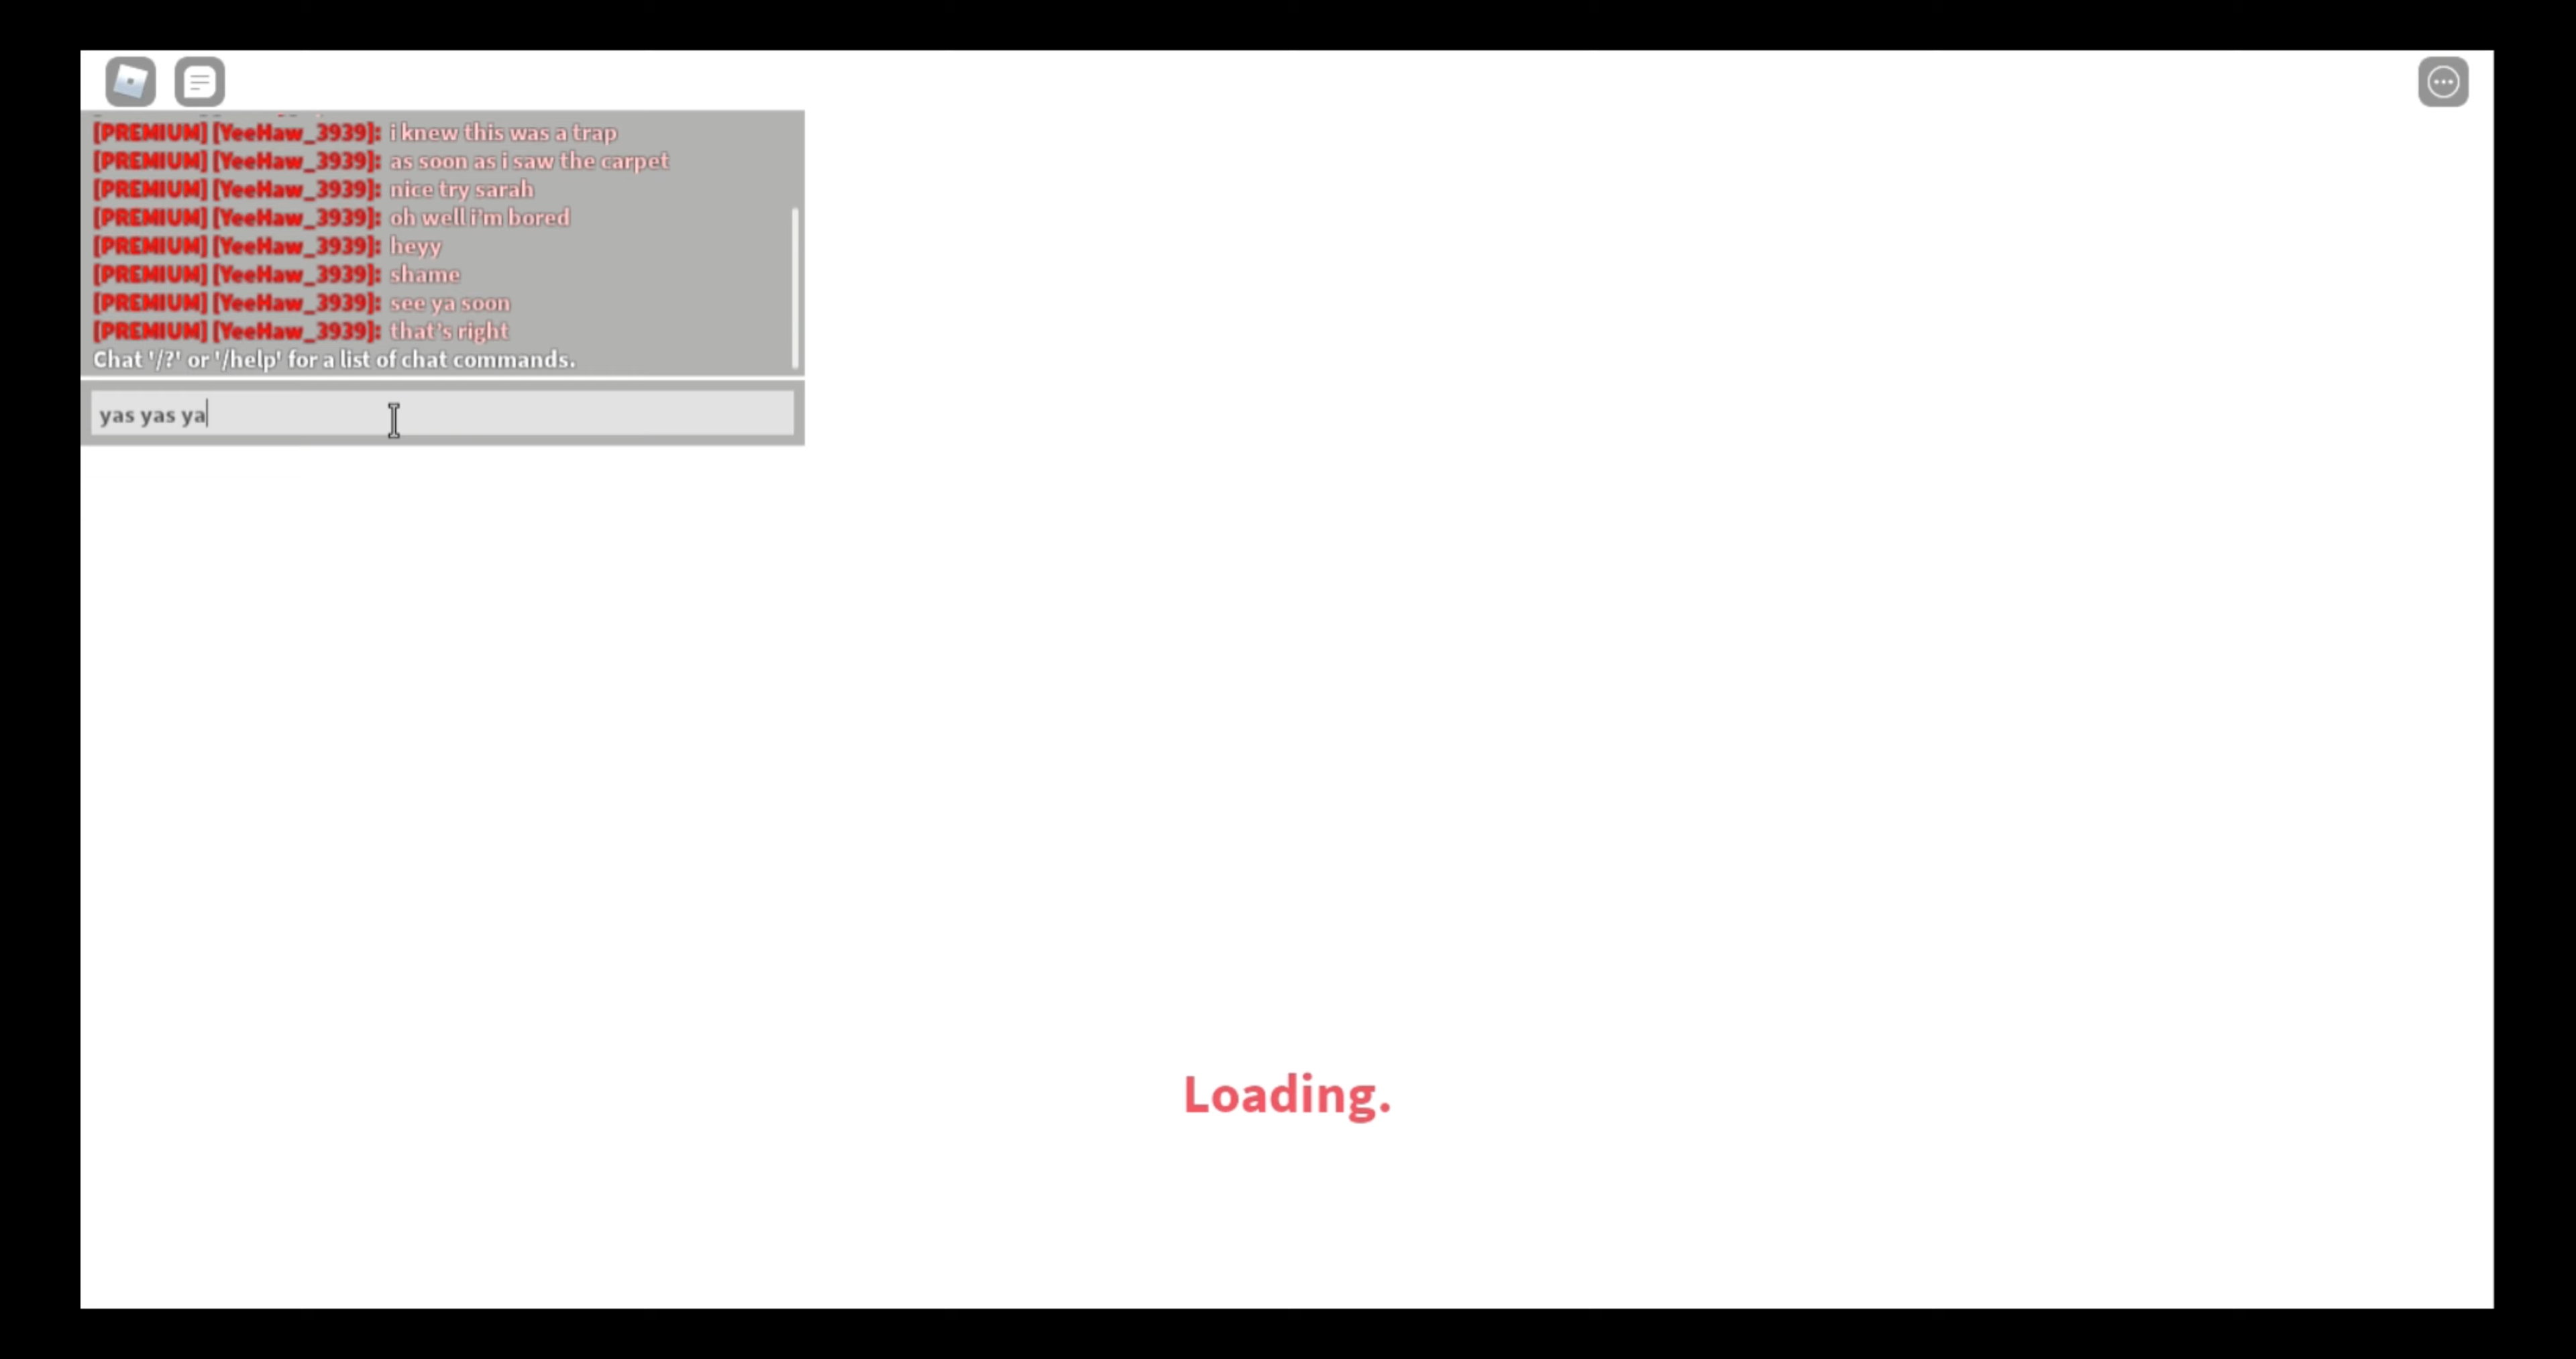 [PREMIUM] [YeeHaw_3939]: i knew this was a trap
[PREMIUM] [YeeHaw_3939]: as soon as i saw the carpet
[PREMIUM] [YeeHaw_3939]: nice try sarah
[PREMIUM] [YeeHaw_3939]: oh well i'm bored
[PREMIUM] [YeeHaw_3939]: heyy
[PREMIUM] [YeeHaw_3939]: shame
[PREMIUM] [YeeHaw_3939]: see ya soon
[PREMIUM] [YeeHaw_3939]: that's right
Chat '/?' or '/help' for a list of chat commands.
yas yas ya
Loading.